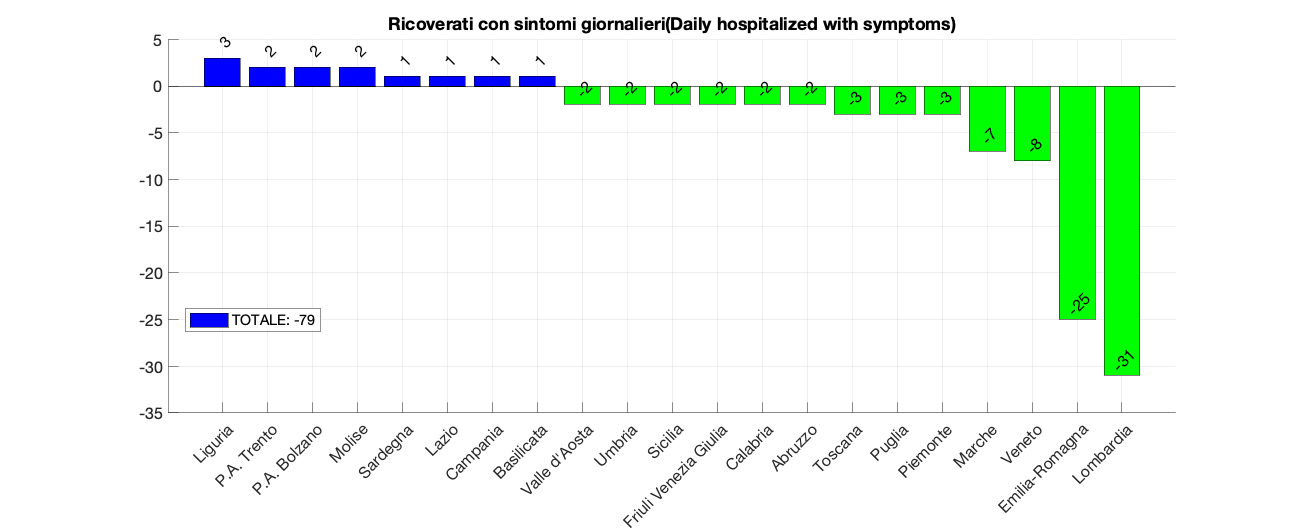 Ricoverati con sintomi giornalieri(Daily hospitalized with symptoms)
5
0
-5
-10
-15
-20
-25
-30
-35
3
2
2
2
1
1
1
1
-2
-2
-2
-2
-2
-2
-3
-3
-3
-7
-8
-25
-31
TOTALE: -79
Liguria
P.A. Trento
P.A. Bolzano
Molise
Sardegna
Lazio
Campania
Basilicata
Valle d'Aosta
Umbria
Sicilia
Friuli Venezia Giulia
Calabria
Abruzzo
Toscana
Puglia
Piemonte
Marche
Veneto
Emilia-Romagna
Lombardia